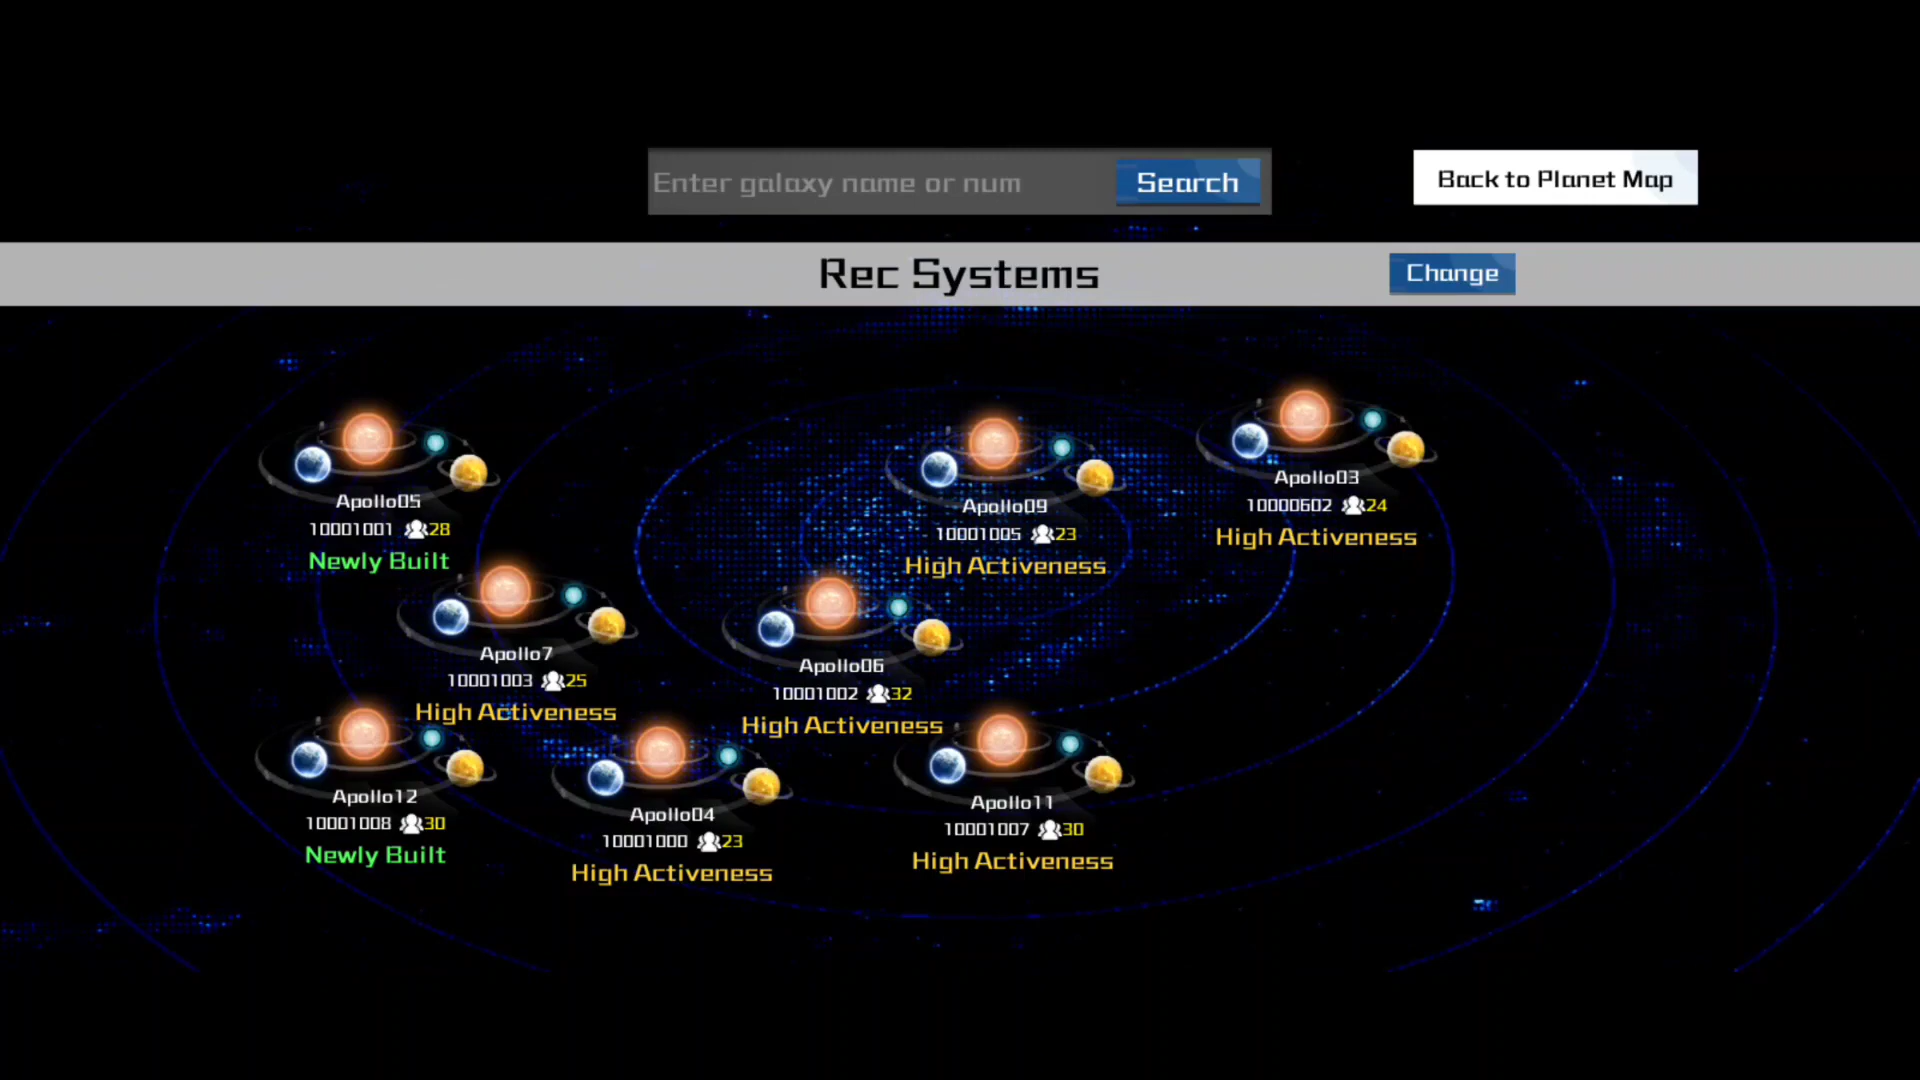 Enter galaxy name or num
Search
Back to Planet Map
Rec Systems
Change
Apollo05
10001001 28
Newly Built
Apollo09
10001005 23
High Activeness
Apollo03
10000602 24
High Activeness
Apollo7
10001003 25
High Activeness
Apollo06
10001002 32
High Activeness
Apollo12
10001008 30
Newly Built
Apollo04
10001000 23
High Activeness
Apollo11
10001007 30
High Activeness